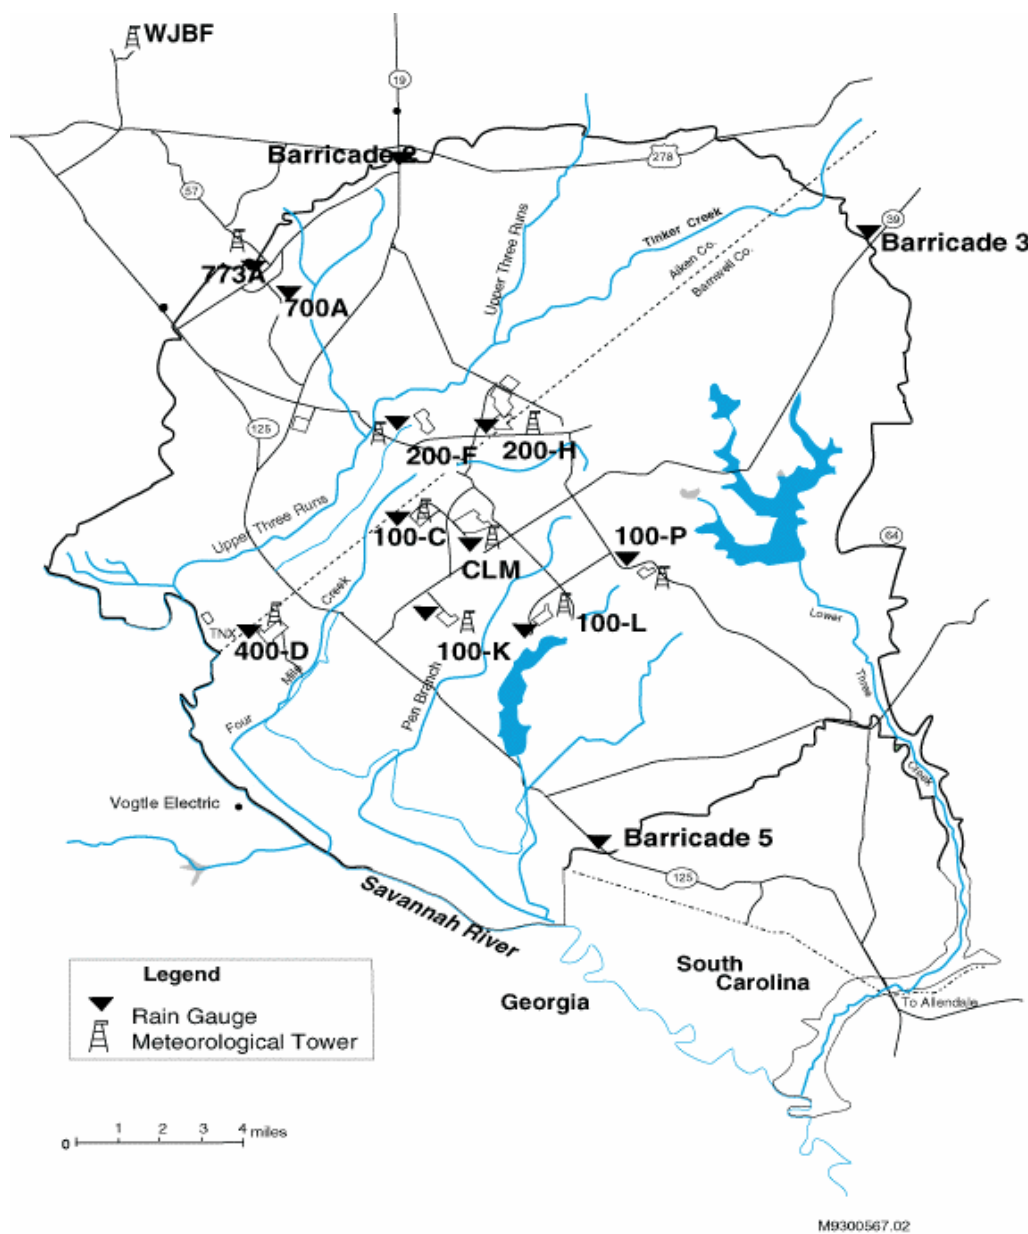 WJBF
19
Barricade 2
278
57
Upper Three Runs
Tinker Creek
39
Barricade 3
Aiken Co.
Barnwell Co.
773A
700A
125
200-F
200-H
Upper Three Runs
100-C
100-P
64
CLM
Creek
Lower
TNX
400-D
100-K
100-L
Mile
Three
Four
Pen Branch
Creek
Vogtle Electric
Barricade 5
125
Savannah River
South
Carolina
Georgia
To Allendale
Legend
Rain Gauge
Meteorological Tower
0 1 2 3 4 miles
M9300567.02